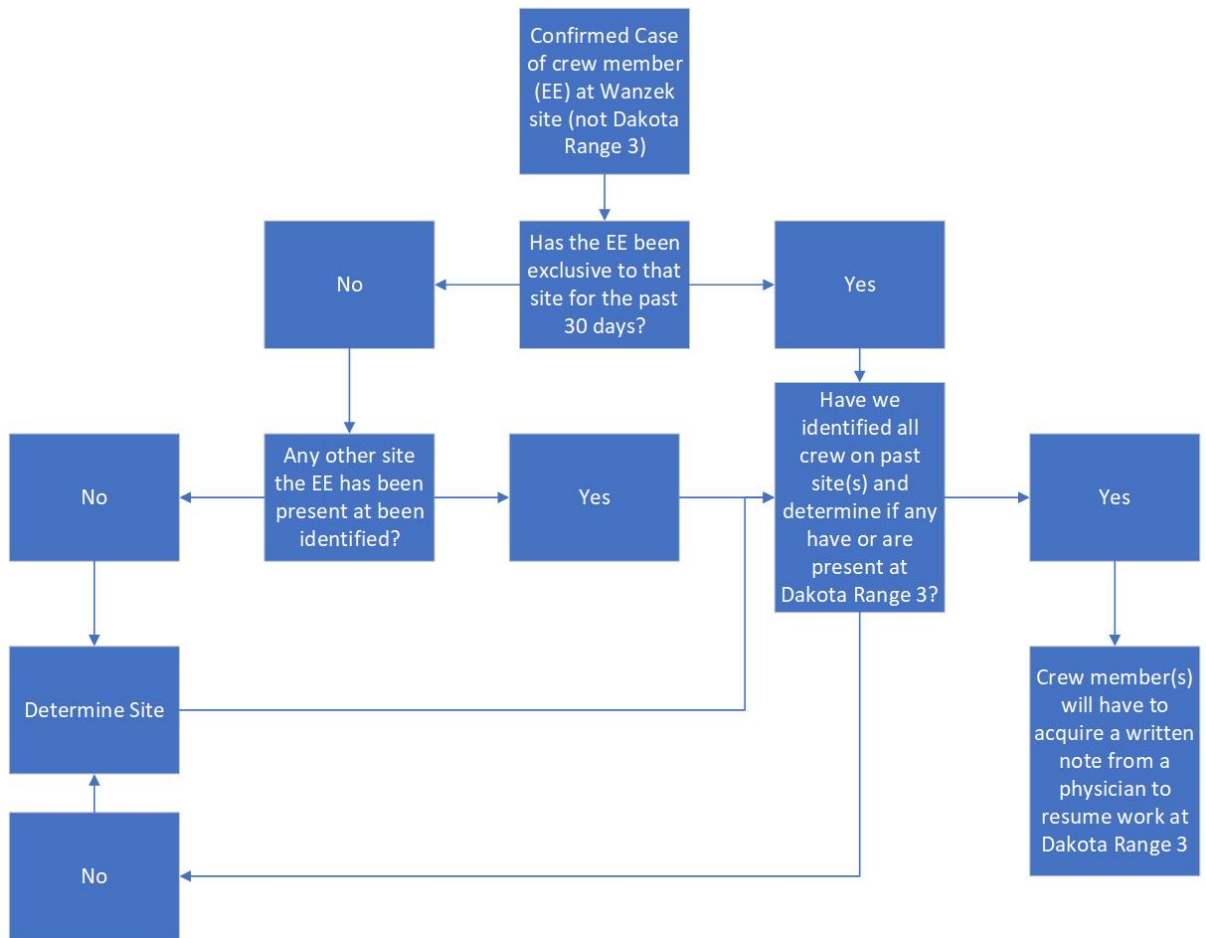 Confirmed Case
of crew member
(EE) at Wanzek
site (not Dakota
Range 3)
No
Has the EE been
exclusive to that
site for the past
30 days?
Yes
No
Any other site
the EE has been
present at been
identified?
Yes
Have we
identified all
crew on past
site(s) and
determine if any
have or are
present at
Dakota Range 3?
Yes
Determine Site
Crew member(s)
will have to
acquire a written
note from a
physician to
resume work at
Dakota Range 3
No